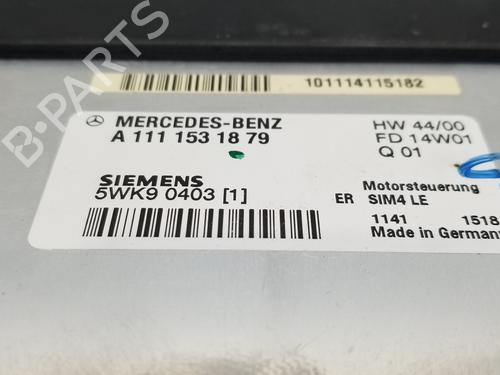 101114115182
MERCEDES-BENZ
A 111 153 18 79
HW 44/00
FD 14W01
Q 01
SIEMENS
5WK9 0403 [1]
ER
Motorsteuerung
SIM4 LE
1141 1518
Made in Germany
B-PARTS